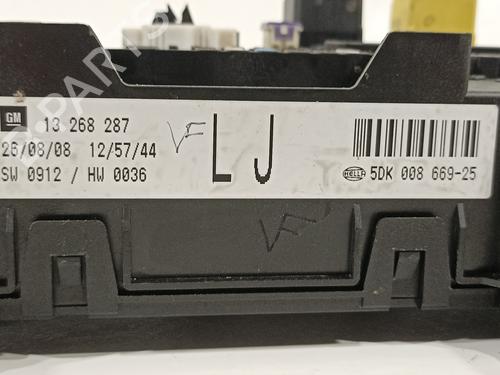 GM 13 268 287
26/08/08 12/57/44
SW 0912 / HW 0036
VF
LJ
HELLA 5DK 008 669-25
VF